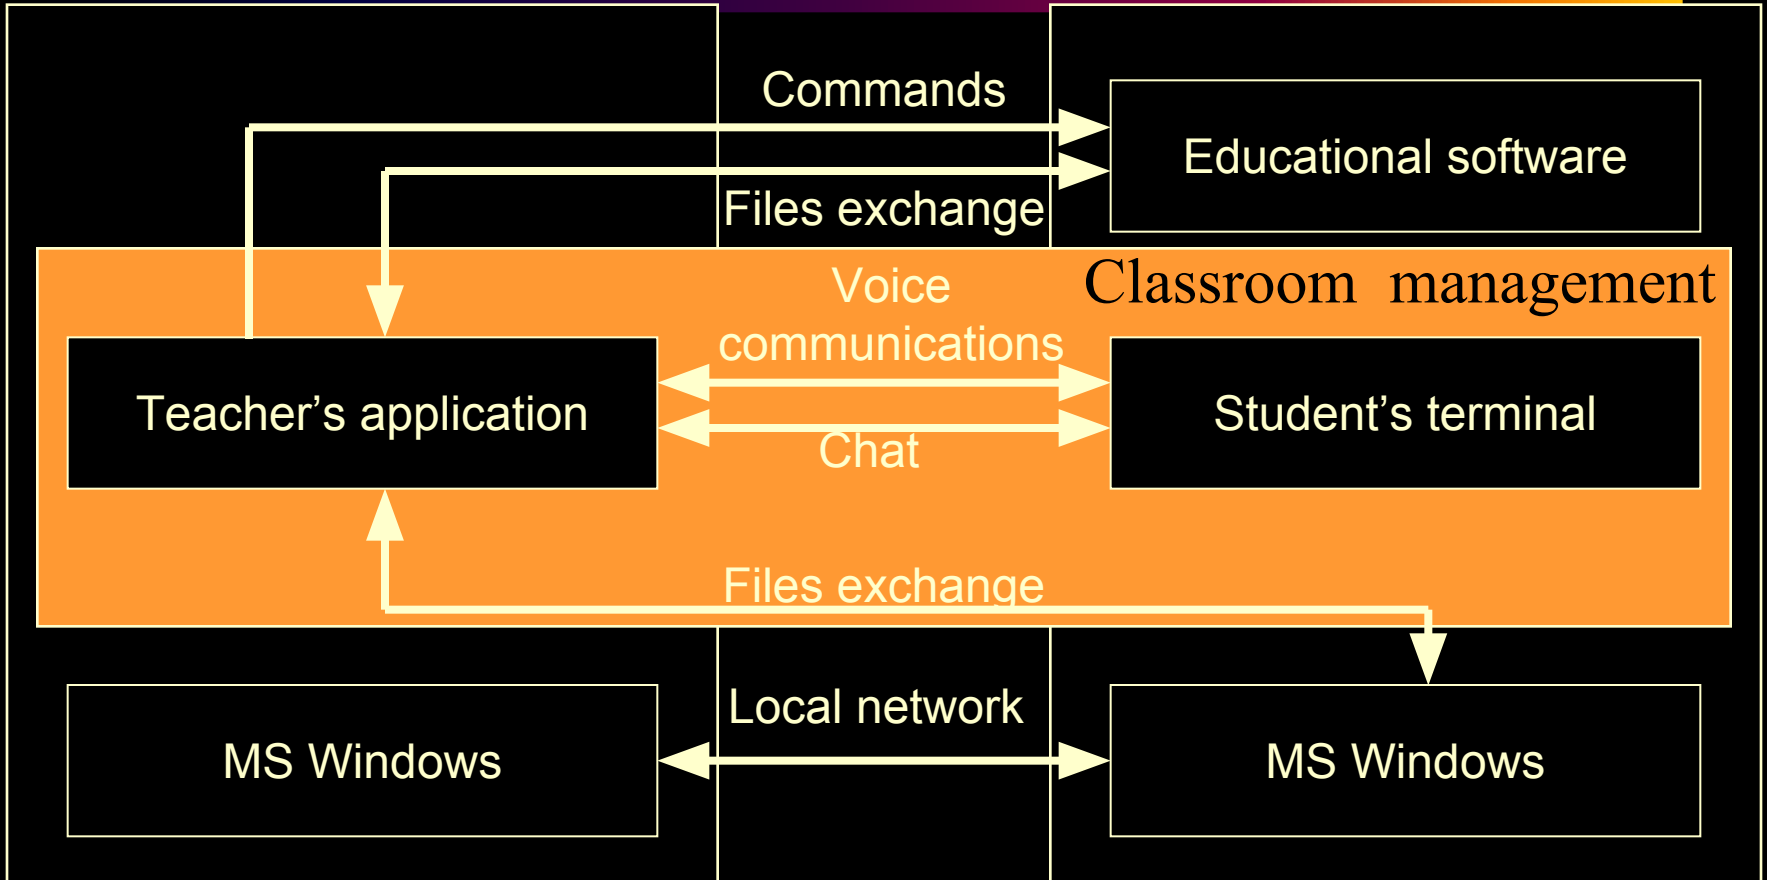 Commands
Educational software
Files exchange
Classroom management
Voice
communications
Teacher’s application
Student’s terminal
Chat
Files exchange
Local network
MS Windows
MS Windows